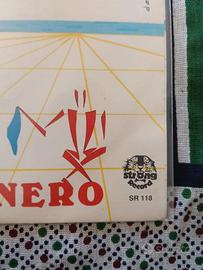 NERO
strong
Record
SR 118